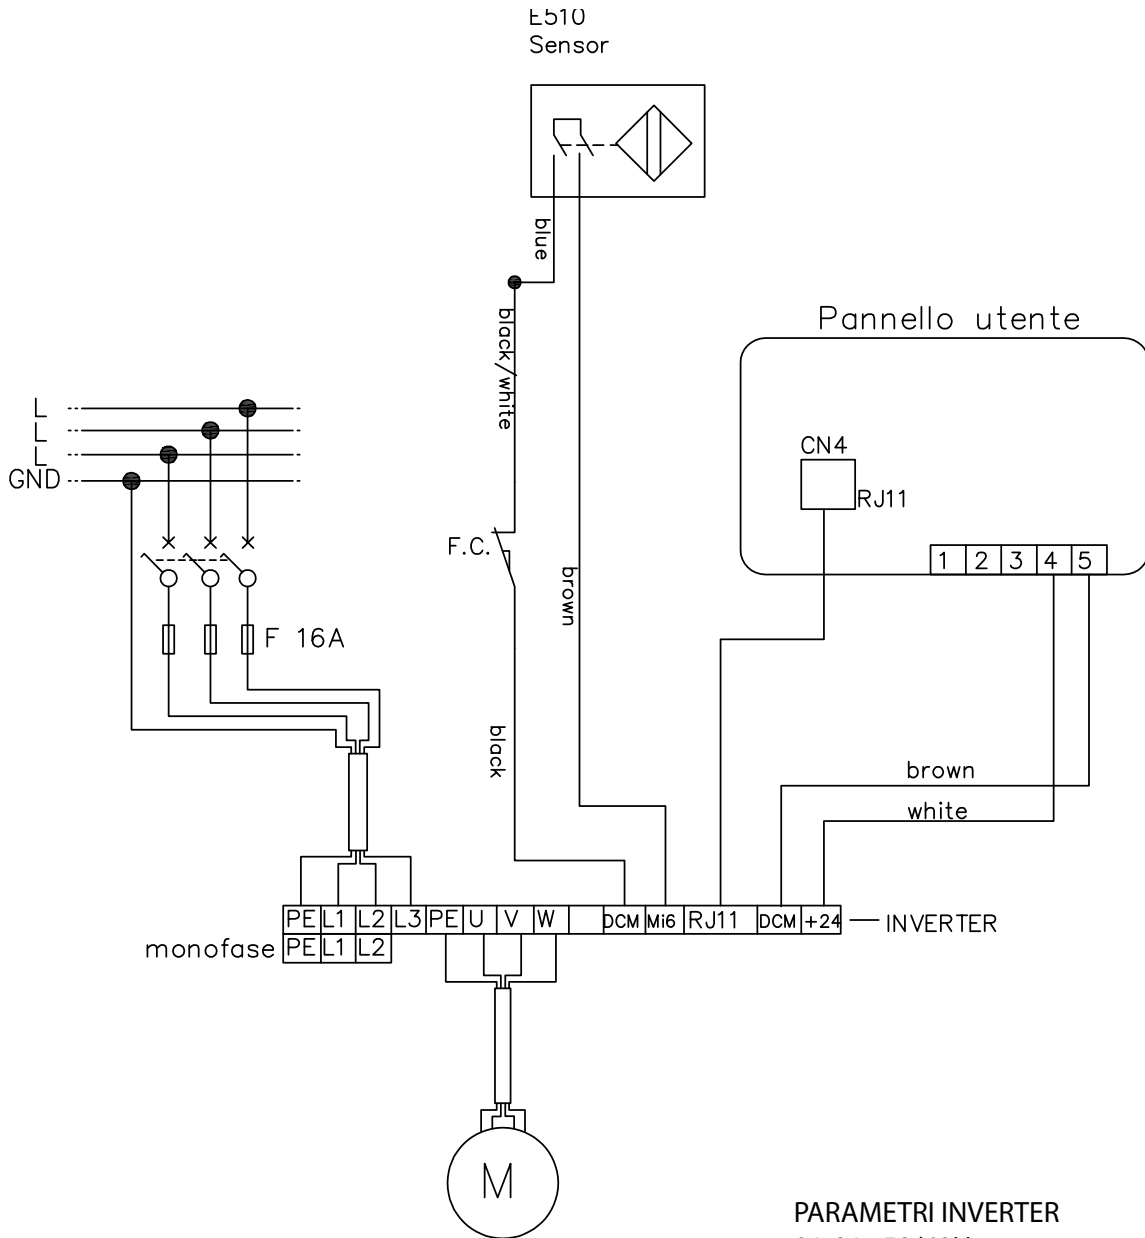 E510
Sensor
blue
black/white
Pannello utente
L
L
L
GND
CN4
RJ11
F.C.
1 2 3 4 5
brown
F 16A
black
brown
white
PE L1 L2 L3 PE U V W DCM Mi6 RJ11 DCM +24
INVERTER
monofase PE L1 L2
M
PARAMETRI INVERTER